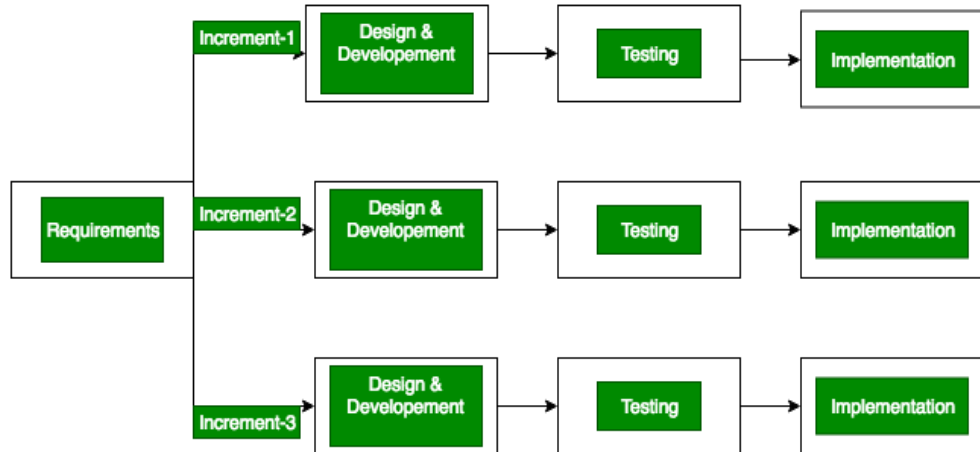 Increment-1
Design &
Developement
Testing
Implementation
Requirements
Increment-2
Design &
Developement
Testing
Implementation
Increment-3
Design &
Developement
Testing
Implementation